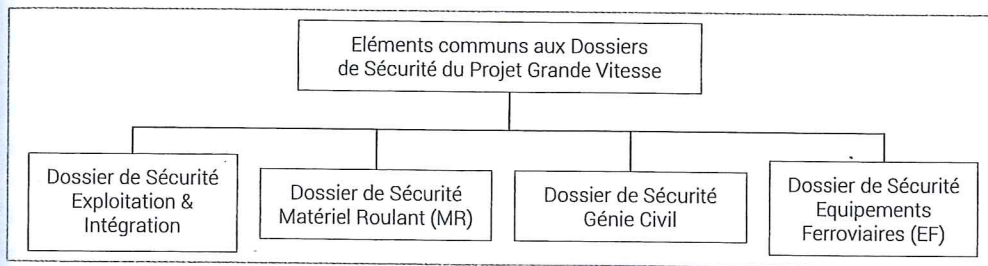 Eléments communs aux Dossiers
de Sécurité du Projet Grande Vitesse
Dossier de Sécurité
Exploitation &
Intégration
Dossier de Sécurité
Matériel Roulant (MR)
Dossier de Sécurité
Génie Civil
Dossier de Sécurité
Equipements
Ferroviaires (EF)